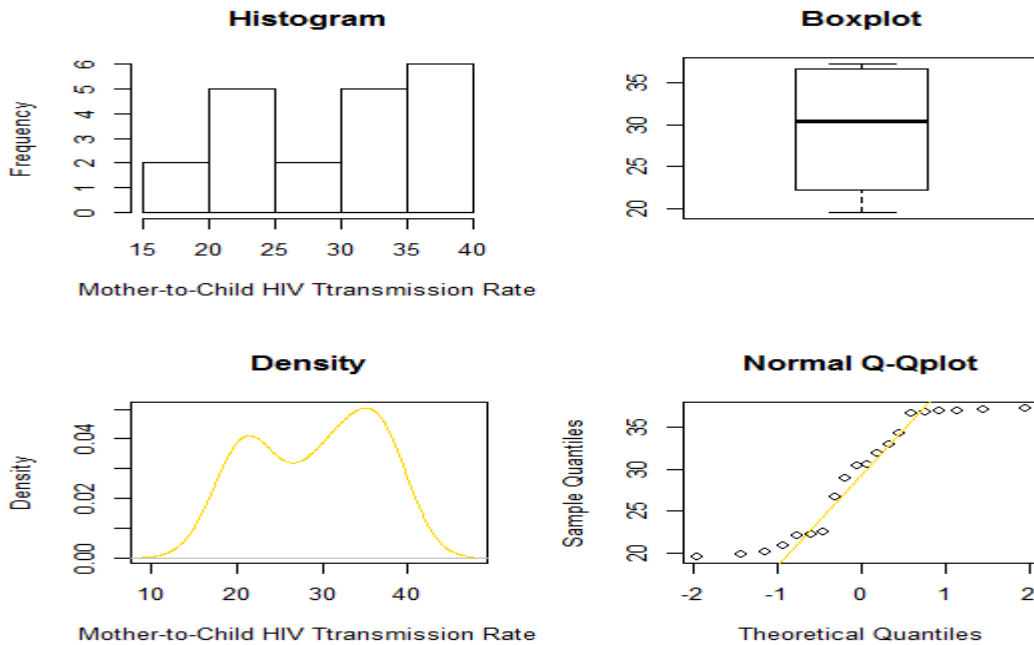 Histogram
Frequency
0 1 2 3 4 5 6
15 20 25 30 35 40
Mother-to-Child HIV Ttransmission Rate
Boxplot
20 25 30 35
Density
Density
0.00 0.02 0.04
10 20 30 40
Mother-to-Child HIV Ttransmission Rate
Normal Q-Qplot
Sample Quantiles
20 25 30 35
-2 -1 0 1 2
Theoretical Quantiles